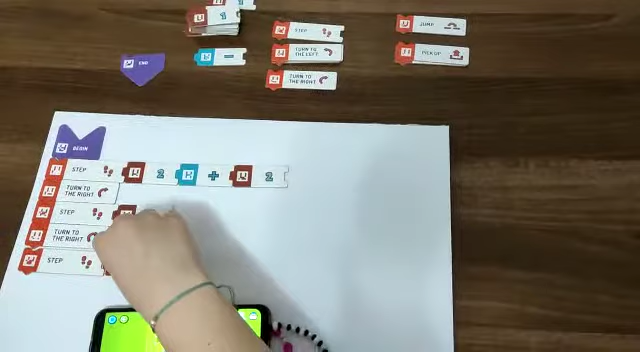 1
STEP
JUMP
TURN TO
THE LEFT
PICK UP
END
-
TURN TO
THE RIGHT
BEGIN
STEP 2 + 2
TURN TO
THE RIGHT
STEP
TURN TO
THE RIGHT
STEP